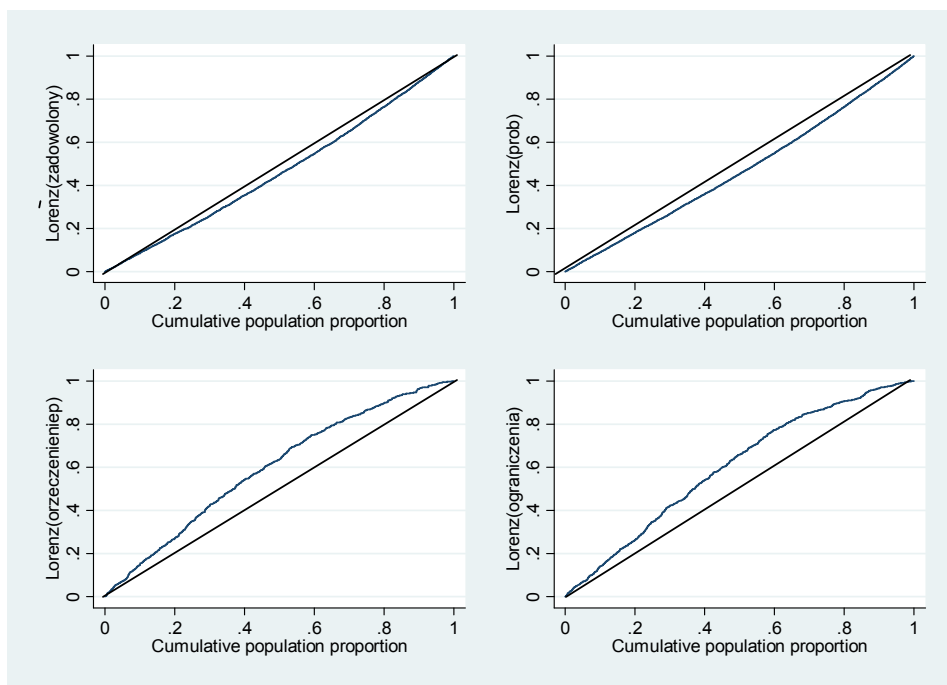 Lorenz(zadowolony)
0 .2 .4 .6 .8 1
0 .2 .4 .6 .8 1
Cumulative population proportion
Lorenz(prob)
0 .2 .4 .6 .8 1
0 .2 .4 .6 .8 1
Cumulative population proportion
Lorenz(orzeczenieniep)
0 .2 .4 .6 .8 1
0 .2 .4 .6 .8 1
Cumulative population proportion
Lorenz(ograniczenia)
0 .2 .4 .6 .8 1
0 .2 .4 .6 .8 1
Cumulative population proportion